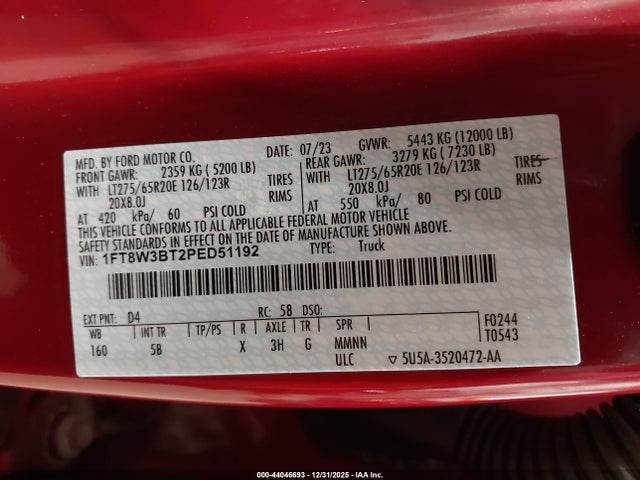 MFD. BY FORD MOTOR CO. DATE: 07/23 GVWR: 5443 KG (12000 LB)
FRONT GAWR: 2359 KG (5200 LB) REAR GAWR: 3279 KG (7230 LB)
WITH LT275/65R20E 126/123R TIRES WITH LT275/65R20E 126/123R TIRES
20X8.0J RIMS 20X8.0J RIMS
AT 420 kPa/ 60 PSI COLD AT 550 kPa/ 80 PSI COLD
THIS VEHICLE CONFORMS TO ALL APPLICABLE FEDERAL MOTOR VEHICLE
SAFETY STANDARDS IN EFFECT ON THE DATE OF MANUFACTURE SHOWN ABOVE.
VIN: 1FT8W3BT2PED51192 TYPE: Truck
EXT PNT: D4 RC: 58 DSO: F0244
WB INT TR TP/PS R AXLE TR SPR T0543
160 5B X 3H G MMNN
ULC ▽ 5U5A-3520472-AA
000-44046693 - 12/31/2025 - IAA Inc.